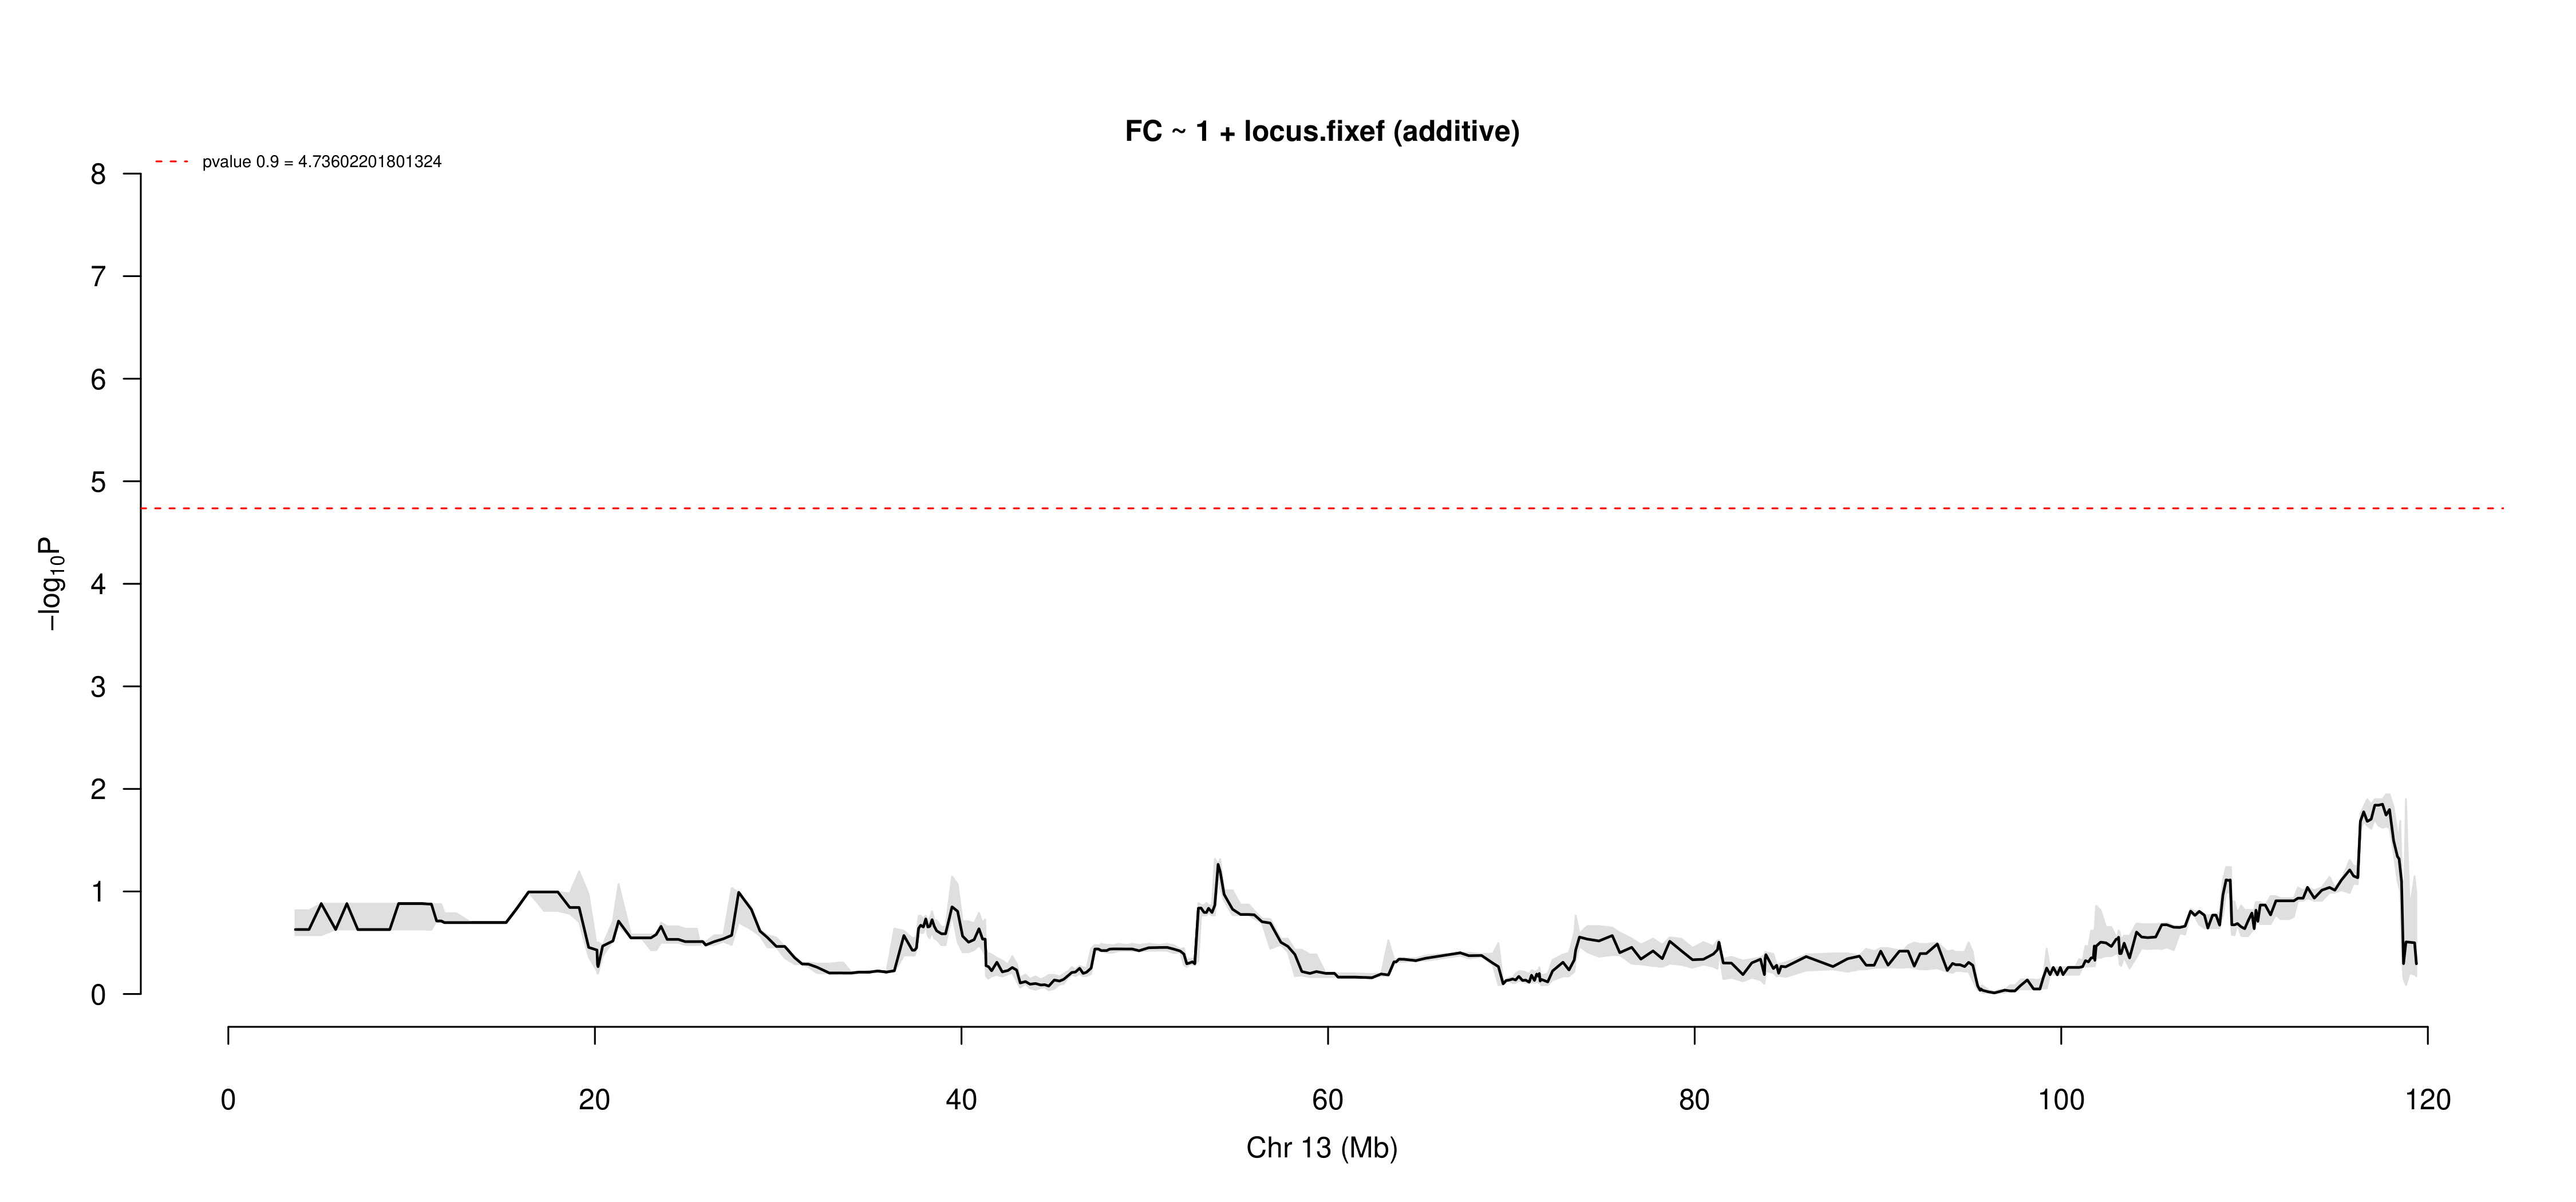 FC ~ 1 + locus.fixef (additive)
pvalue 0.9 = 4.73602201801324
8
7
6
5
4
3
2
1
0
−log10P
0 20 40 60 80 100 120
Chr 13 (Mb)